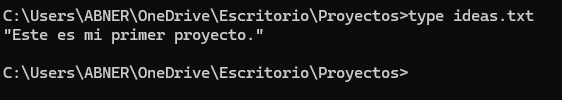 C:\Users\ABNER\OneDrive\Escritorio\Proyectos>type ideas.txt
"Este es mi primer proyecto."
C:\Users\ABNER\OneDrive\Escritorio\Proyectos>